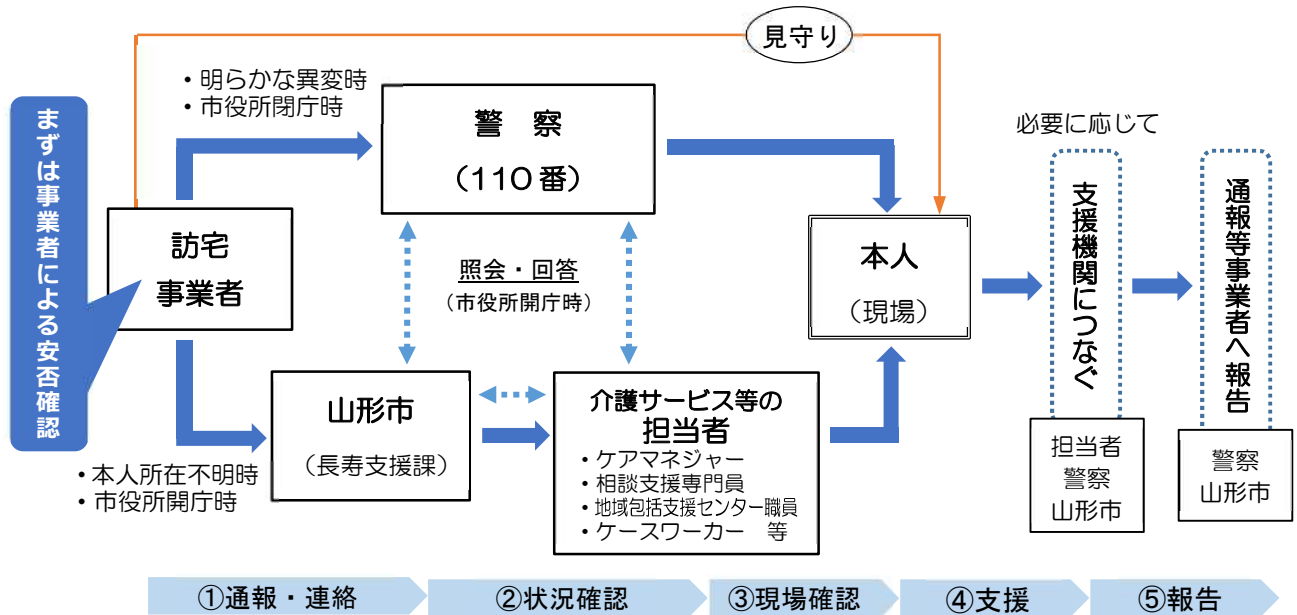 見守り
・明らかな異変時
・市役所閉庁時
まずは事業者による安否確認
警 察
（110番）
必要に応じて
訪宅
事業者
照会・回答
（市役所開庁時）
本人
（現場）
支援機関につなぐ
通報等事業者へ報告
山形市
（長寿支援課）
介護サービス等の
担当者
・ケアマネジャー
・相談支援専門員
・地域包括支援センター職員
・ケースワーカー 等
・本人所在不明時
・市役所開庁時
担当者
警察
山形市
警察
山形市
①通報・連絡
②状況確認
③現場確認
④支援
⑤報告